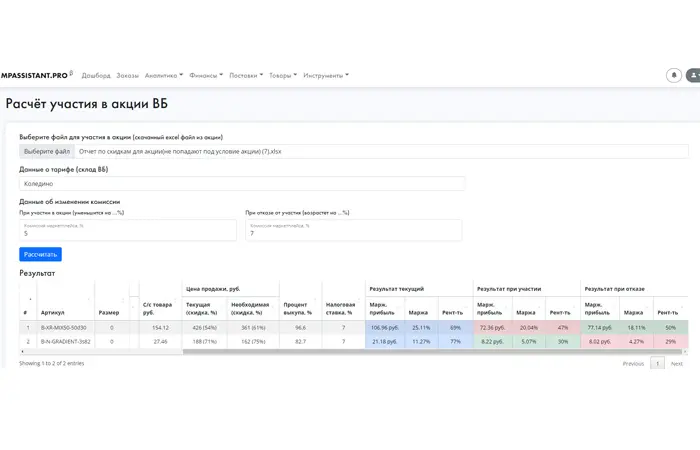 MPASSISTANT.PRO β Дошборд Заказы Аналитика Финансы Поставки Товары Инструменты
Расчёт участия в акции ВБ
Выберите файл для участия в акции (скачанный excel файл из акции)
Выберите файл Отчет по скидкам для акции(не попадают под условие акции) (7).xlsx
Данные о тарифе (склад ВБ)
Коледино
Данные об изменении комиссии
При участии в акции (уменьшится на ...%) При отказе от участия (возрастёт на ...%)
Комиссия маркетплейса, % Комиссия маркетплейса, %
5 7
Рассчитать
Результат
Цена продажи, руб. Результат текущий Результат при участии Результат при отказе
# Артикул Размер С/с товара руб. Текущая (скидка, %) Необходимая (скидка, %) Процент выкупа, % Налоговая ставка, % Марж. прибыль Маржа Рент-ть Марж. прибыль Маржа Рент-ть Марж. прибыль Маржа Рент-ть
1 B-KR-MIX50-50d30 0 154.12 426 (54%) 361 (61%) 96.6 7 106.96 руб. 25.11% 69% 72.36 руб. 20.04% 47% 77.14 руб. 18.11% 50%
2 B-N-GRADIENT-3s82 0 27.46 188 (71%) 162 (75%) 82.7 7 21.18 руб. 11.27% 77% 8.22 руб. 5.07% 30% 8.02 руб. 4.27% 29%
Showing 1 to 2 of 2 entries Previous 1 Next